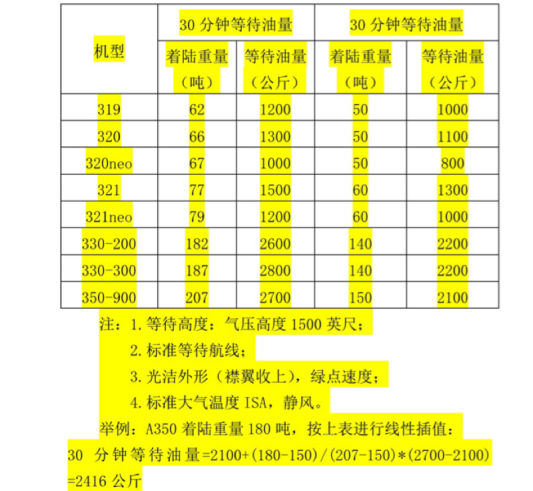 机型 30 分钟等待油量 30 分钟等待油量
着陆重量（吨） 等待油量（公斤） 着陆重量（吨） 等待油量（公斤）
319 62 1200 50 1000
320 66 1300 50 1100
320neo 67 1000 50 800
321 77 1500 60 1300
321neo 79 1200 60 1000
330-200 182 2600 140 2200
330-300 187 2800 140 2200
350-900 207 2700 150 2100
注：1.等待高度：气压高度 1500 英尺；
2.标准等待航线；
3.光洁外形（襟翼收上），绿点速度；
4.标准大气温度 ISA，静风。
举例：A350 着陆重量 180 吨，按上表进行线性插值：
30 分钟等待油量=2100+(180-150)/(207-150)*(2700-2100)
=2416 公斤